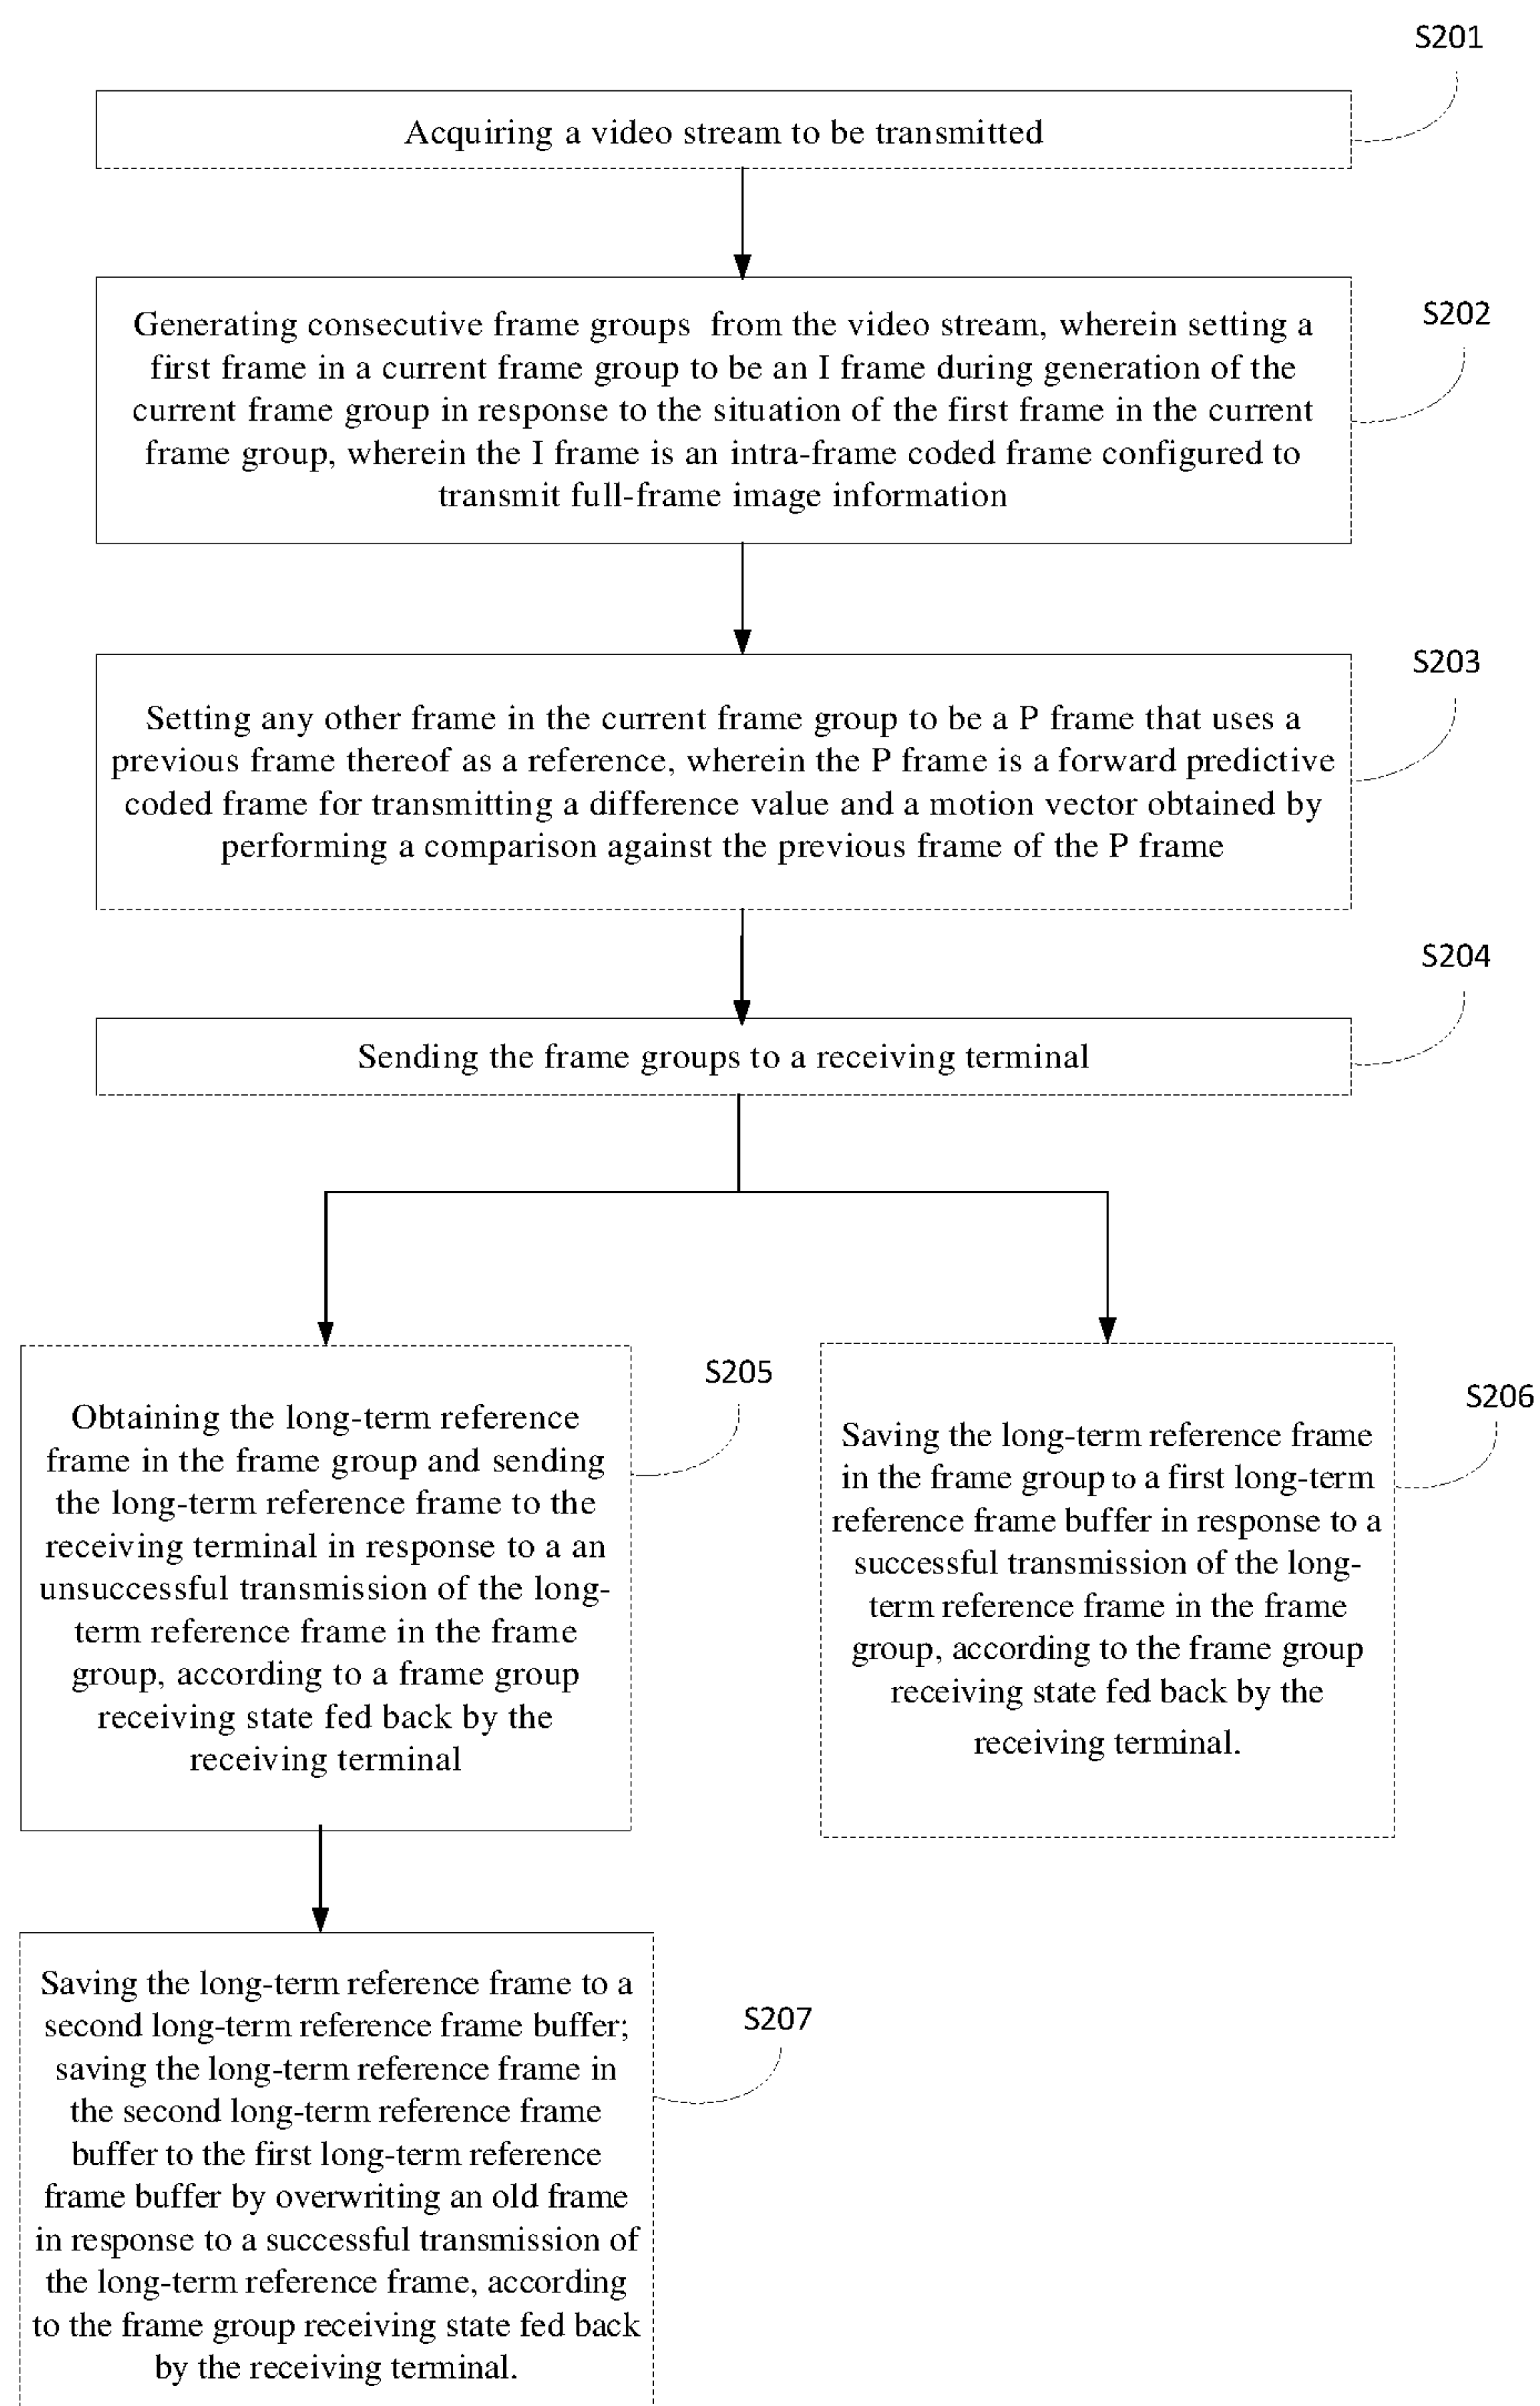 S201
Acquiring a video stream to be transmitted
S202
Generating consecutive frame groups from the video stream, wherein setting a
first frame in a current frame group to be an I frame during generation of the
current frame group in response to the situation of the first frame in the current
frame group, wherein the I frame is an intra-frame coded frame configured to
transmit full-frame image information
S203
Setting any other frame in the current frame group to be a P frame that uses a
previous frame thereof as a reference, wherein the P frame is a forward predictive
coded frame for transmitting a difference value and a motion vector obtained by
performing a comparison against the previous frame of the P frame
S204
Sending the frame groups to a receiving terminal
S205
Obtaining the long-term reference
frame in the frame group and sending
the long-term reference frame to the
receiving terminal in response to a an
unsuccessful transmission of the long-
term reference frame in the frame
group, according to a frame group
receiving state fed back by the
receiving terminal
S206
Saving the long-term reference frame
in the frame group to a first long-term
reference frame buffer in response to a
successful transmission of the long-
term reference frame in the frame
group, according to the frame group
receiving state fed back by the
receiving terminal.
S207
Saving the long-term reference frame to a
second long-term reference frame buffer;
saving the long-term reference frame in
the second long-term reference frame
buffer to the first long-term reference
frame buffer by overwriting an old frame
in response to a successful transmission of
the long-term reference frame, according
to the frame group receiving state fed back
by the receiving terminal.